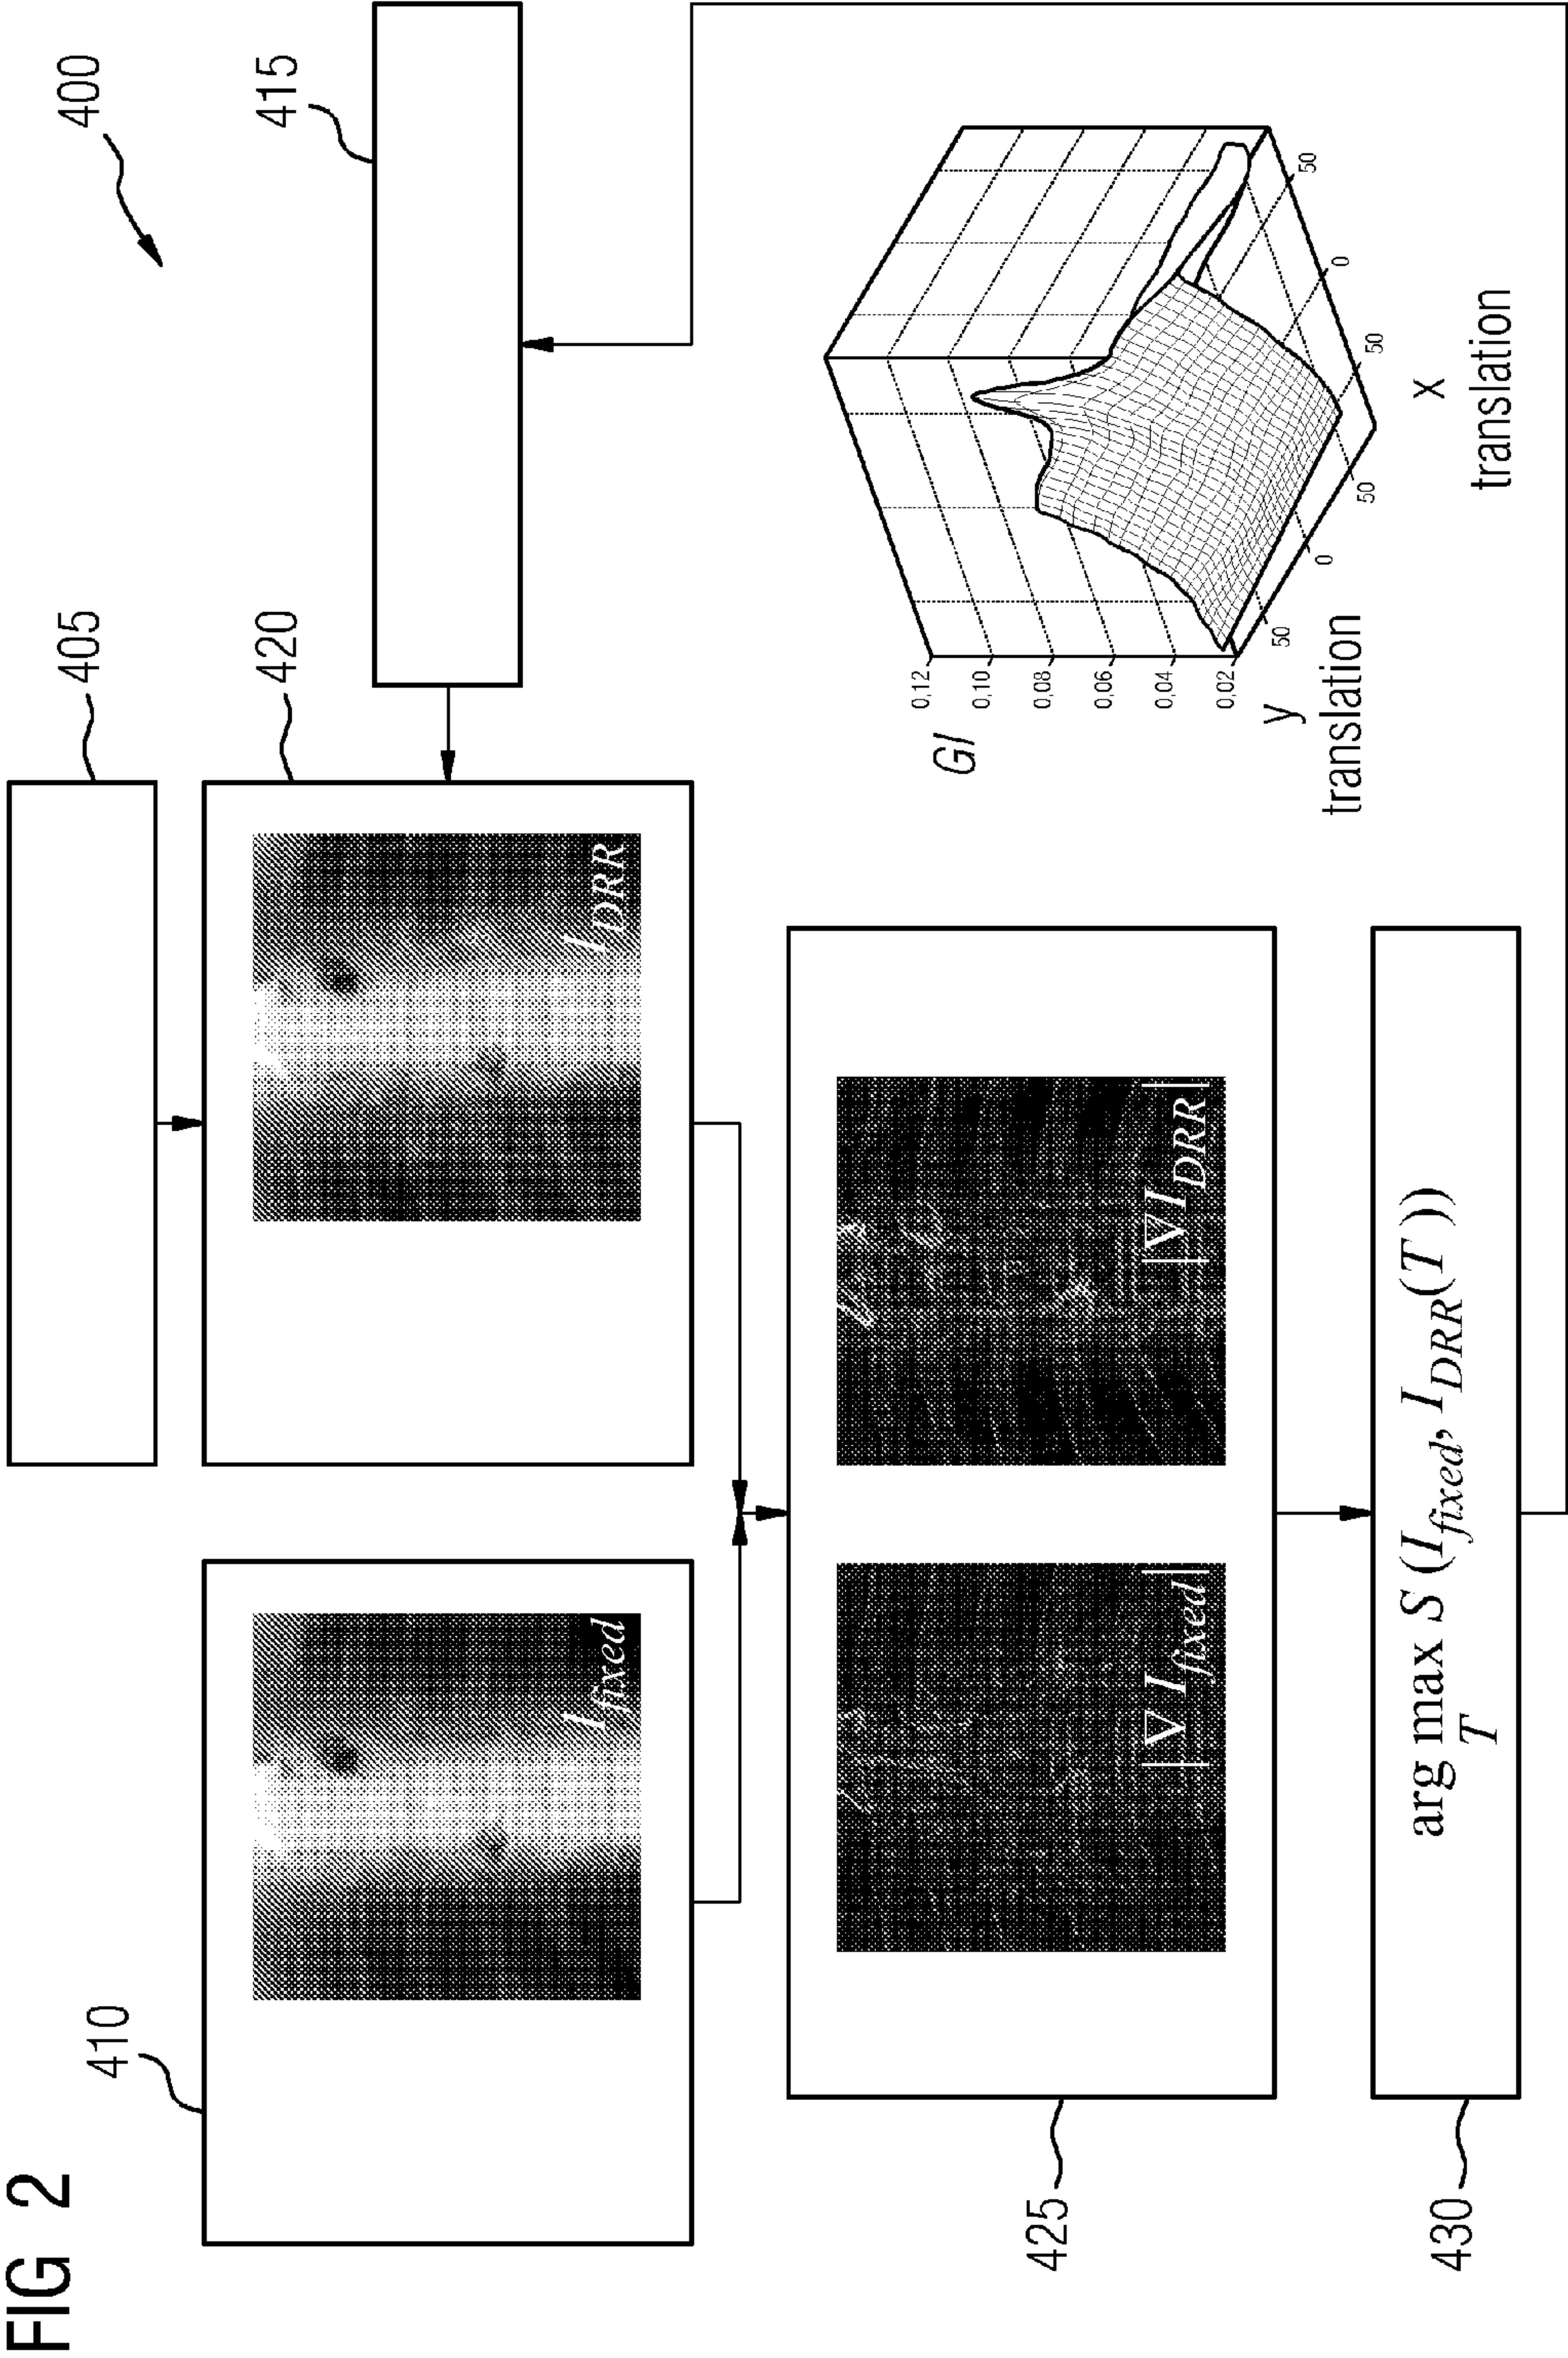 FIG 2
400
405
410
415
420
I_fixed
I_DRR
425
|∇ I_fixed|
|∇I_DRR|
430
arg max S (I_fixed, I_DRR(T))
T
GI
0,12
0,10
0,08
0,06
0,04
0,02
y
translation
50
0
50
50
0
50
x
translation